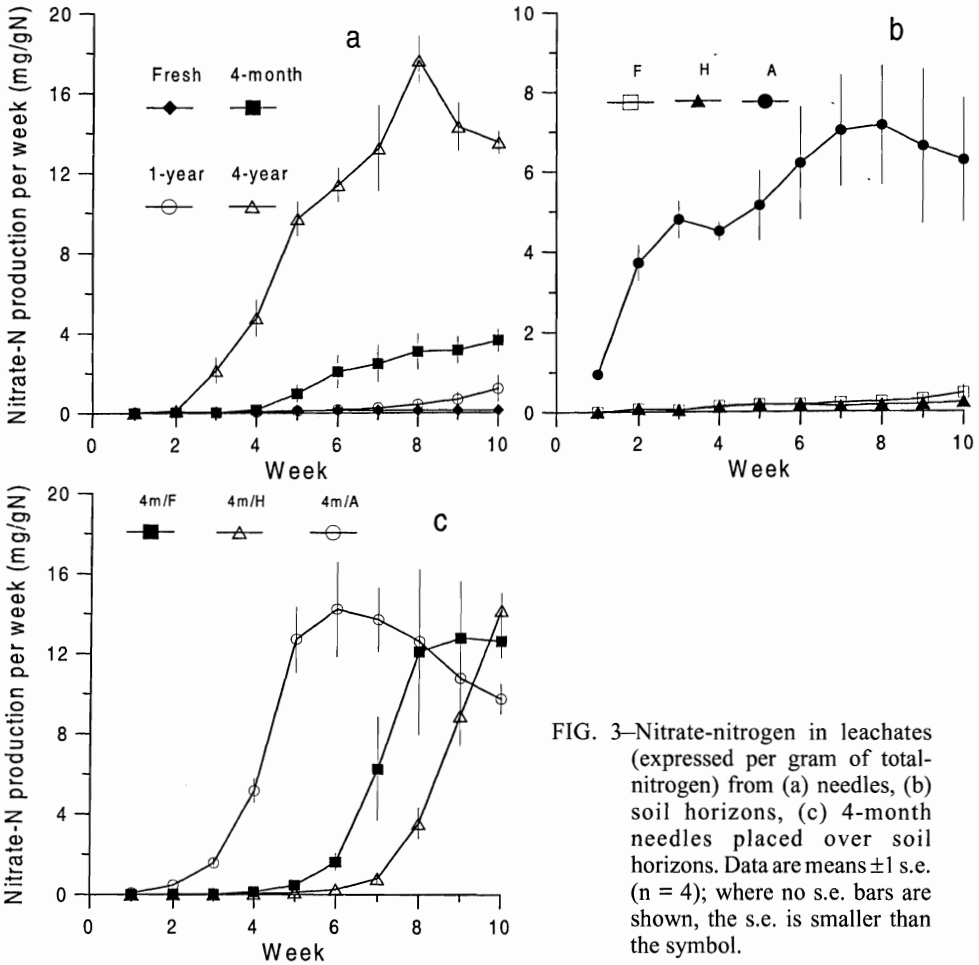 a
Nitrate-N production per week (mg/gN)
20
16
12
8
4
0
Fresh 4-month
1-year 4-year
0 2 4 6 8 10
Week
b
10
8
6
4
2
0
F H A
0 2 4 6 8 10
Week
c
Nitrate-N production per week (mg/gN)
20
16
12
8
4
0
4m/F 4m/H 4m/A
0 2 4 6 8 10
Week
FIG. 3–Nitrate-nitrogen in leachates
(expressed per gram of total-
nitrogen) from (a) needles, (b)
soil horizons, (c) 4-month
needles placed over soil
horizons. Data are means ±1 s.e.
(n = 4); where no s.e. bars are
shown, the s.e. is smaller than
the symbol.